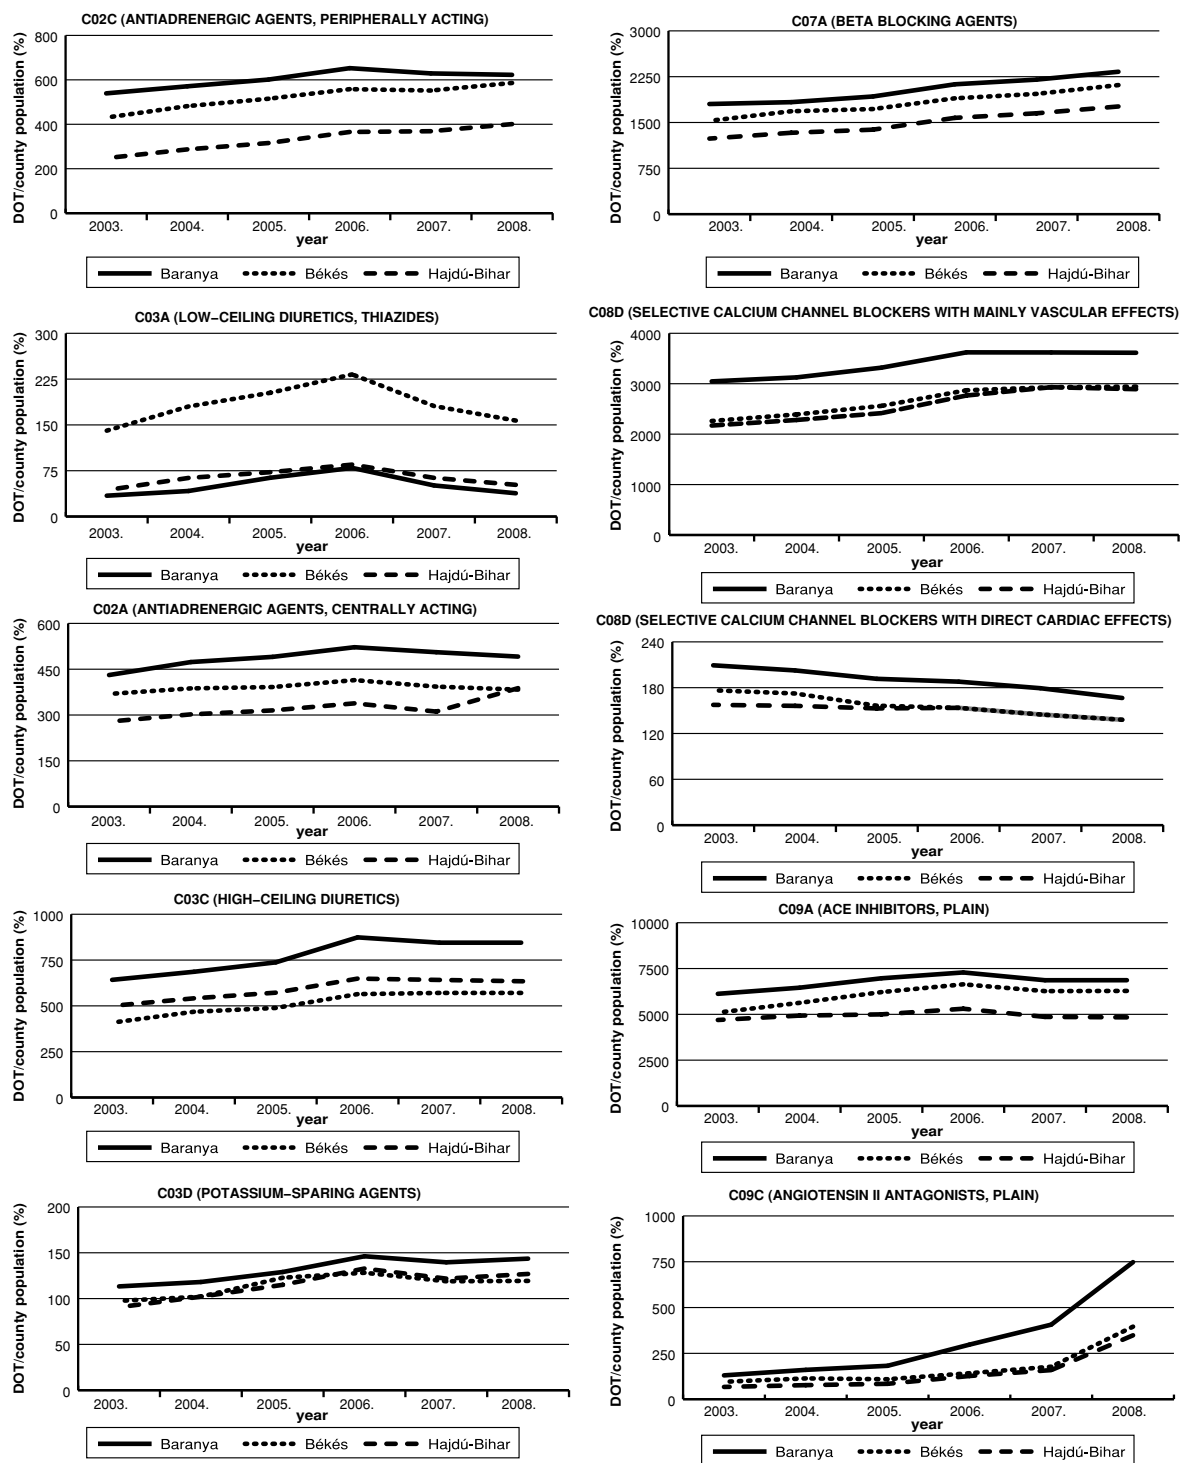 C02C (ANTIADRENERGIC AGENTS, PERIPHERALLY ACTING)
DOT/county population (%)
800
600
400
200
0
2003. 2004. 2005. 2006. 2007. 2008.
year
Baranya Békés Hajdú-Bihar
C07A (BETA BLOCKING AGENTS)
DOT/county population (%)
3000
2250
1500
750
0
2003. 2004. 2005. 2006. 2007. 2008.
year
Baranya Békés Hajdú-Bihar
C03A (LOW-CEILING DIURETICS, THIAZIDES)
DOT/county population (%)
300
225
150
75
0
2003. 2004. 2005. 2006. 2007. 2008.
year
Baranya Békés Hajdú-Bihar
C08D (SELECTIVE CALCIUM CHANNEL BLOCKERS WITH MAINLY VASCULAR EFFECTS)
DOT/county population (%)
4000
3000
2000
1000
0
2003. 2004. 2005. 2006. 2007. 2008.
year
Baranya Békés Hajdú-Bihar
C02A (ANTIADRENERGIC AGENTS, CENTRALLY ACTING)
DOT/county population (%)
600
450
300
150
0
2003. 2004. 2005. 2006. 2007. 2008.
year
Baranya Békés Hajdú-Bihar
C08D (SELECTIVE CALCIUM CHANNEL BLOCKERS WITH DIRECT CARDIAC EFFECTS)
DOT/county population (%)
240
180
120
60
0
2003. 2004. 2005. 2006. 2007. 2008.
year
Baranya Békés Hajdú-Bihar
C03C (HIGH-CEILING DIURETICS)
DOT/county population (%)
1000
750
500
250
0
2003. 2004. 2005. 2006. 2007. 2008.
year
Baranya Békés Hajdú-Bihar
C09A (ACE INHIBITORS, PLAIN)
DOT/county population (%)
10000
7500
5000
2500
0
2003. 2004. 2005. 2006. 2007. 2008.
year
Baranya Békés Hajdú-Bihar
C03D (POTASSIUM-SPARING AGENTS)
DOT/county population (%)
200
150
100
50
0
2003. 2004. 2005. 2006. 2007. 2008.
year
Baranya Békés Hajdú-Bihar
C09C (ANGIOTENSIN II ANTAGONISTS, PLAIN)
DOT/county population (%)
1000
750
500
250
0
2003. 2004. 2005. 2006. 2007. 2008.
year
Baranya Békés Hajdú-Bihar